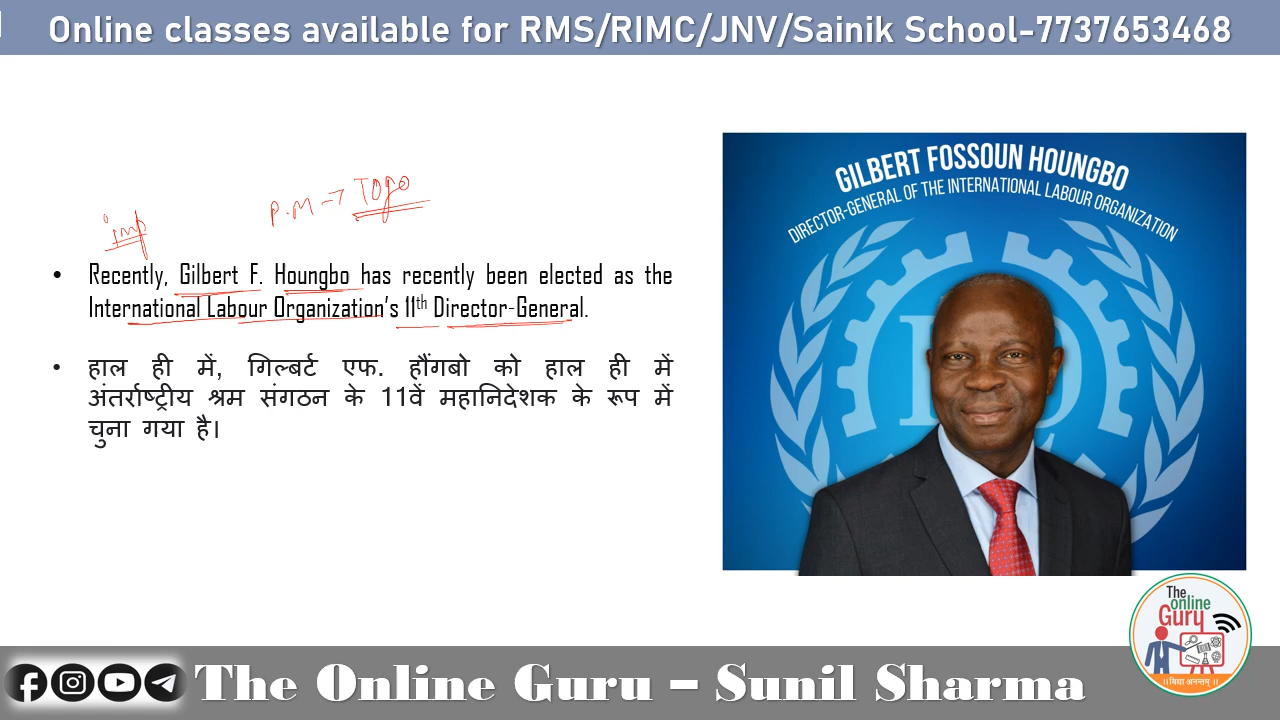 Online classes available for RMS/RIMC/JNV/Sainik School-7737653468
GILBERT FOSSOUN HOUNGBO
DIRECTOR-GENERAL OF THE INTERNATIONAL LABOUR ORGANIZATION
P.M → Togo
imp
• Recently, Gilbert F. Houngbo has recently been elected as the
International Labour Organization's 11th Director-General.
• हाल ही में, गिल्बर्ट एफ. हौंगबो को हाल ही में
अंतर्राष्ट्रीय श्रम संगठन के 11वें महानिदेशक के रूप में
चुना गया है।
The
online
Guru
॥ विद्या अनन्तम् ॥
The Online Guru – Sunil Sharma